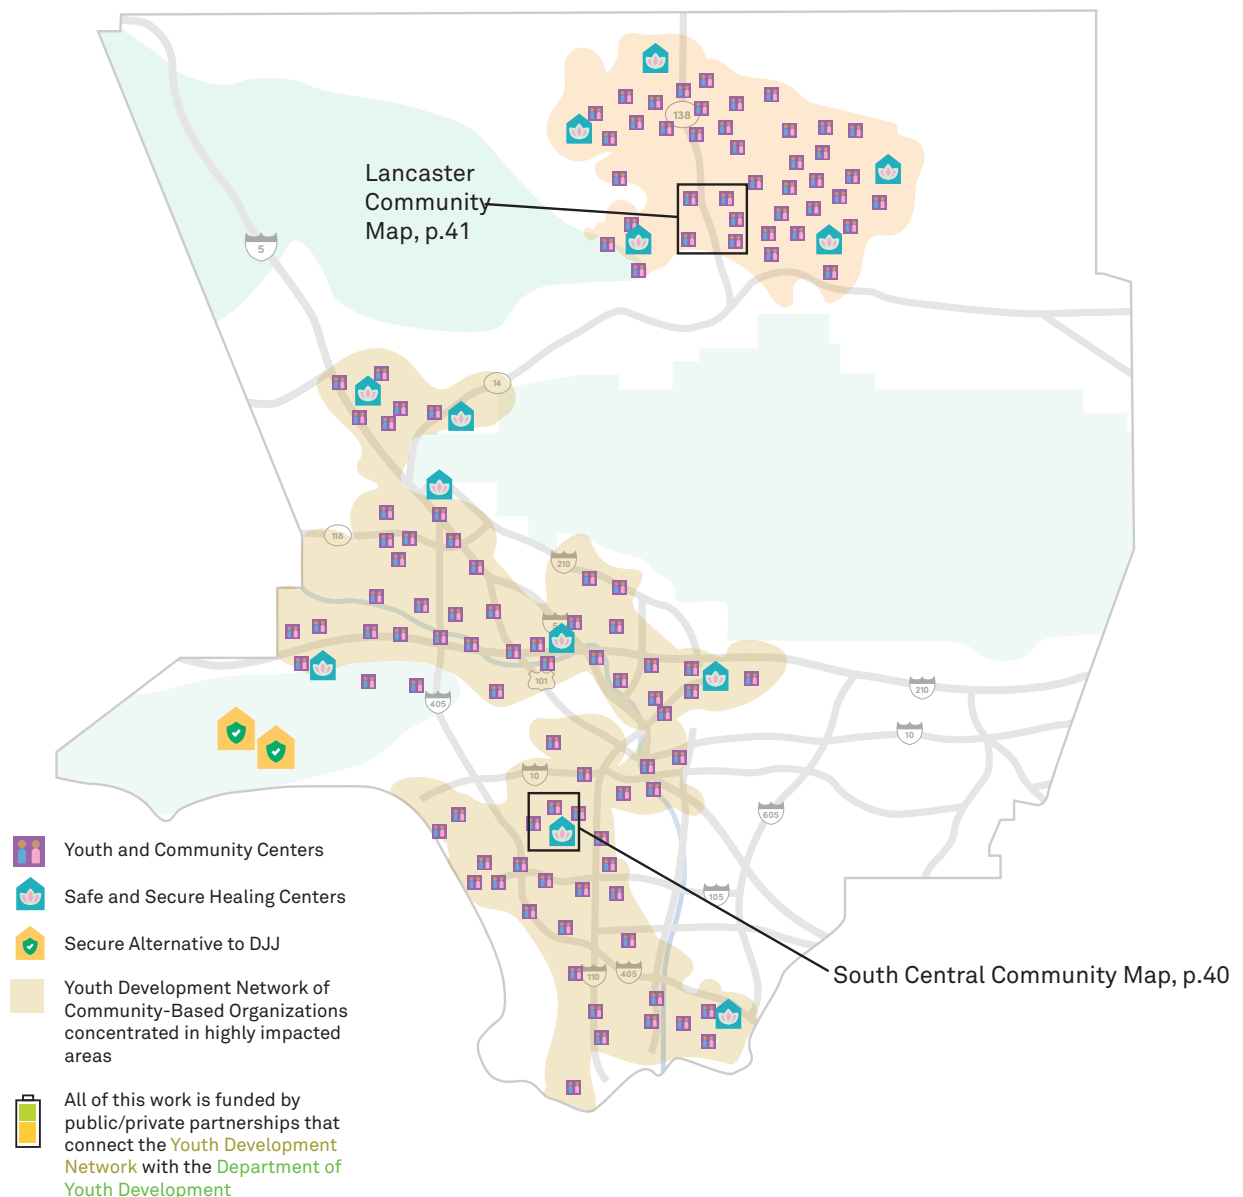 138
Lancaster
Community
Map, p.41
5
14
118
210
5
101
405
210
10
10
605
105
110
405
South Central Community Map, p.40
Youth and Community Centers
Safe and Secure Healing Centers
Secure Alternative to DJJ
Youth Development Network of
Community-Based Organizations
concentrated in highly impacted
areas
All of this work is funded by
public/private partnerships that
connect the Youth Development
Network with the Department of
Youth Development